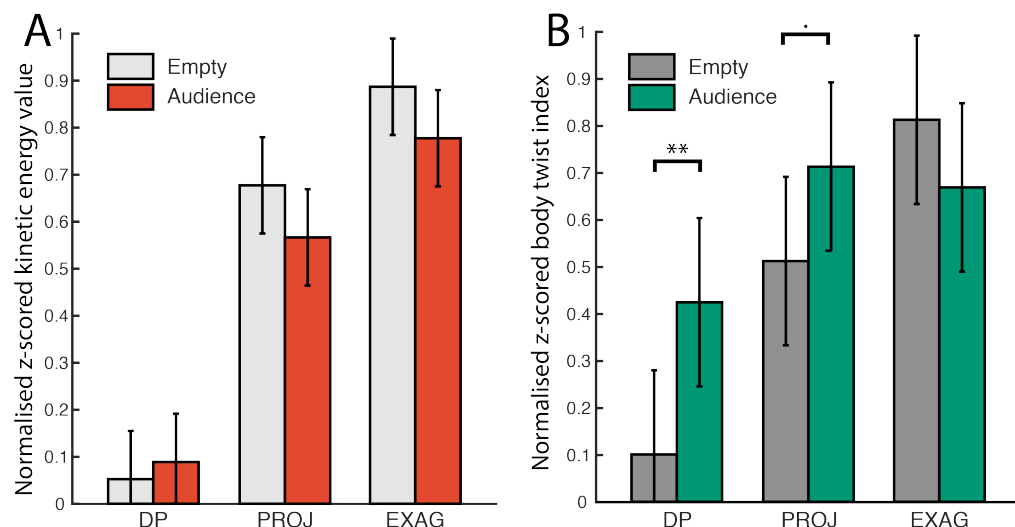 A
Normalised z-scored kinetic energy value
1
0.9
0.8
0.7
0.6
0.5
0.4
0.3
0.2
0.1
0
Empty
Audience
DP PROJ EXAG
B
Normalised z-scored body twist index
1
0.9
0.8
0.7
0.6
0.5
0.4
0.3
0.2
0.1
0
Empty
Audience
**
.
DP PROJ EXAG